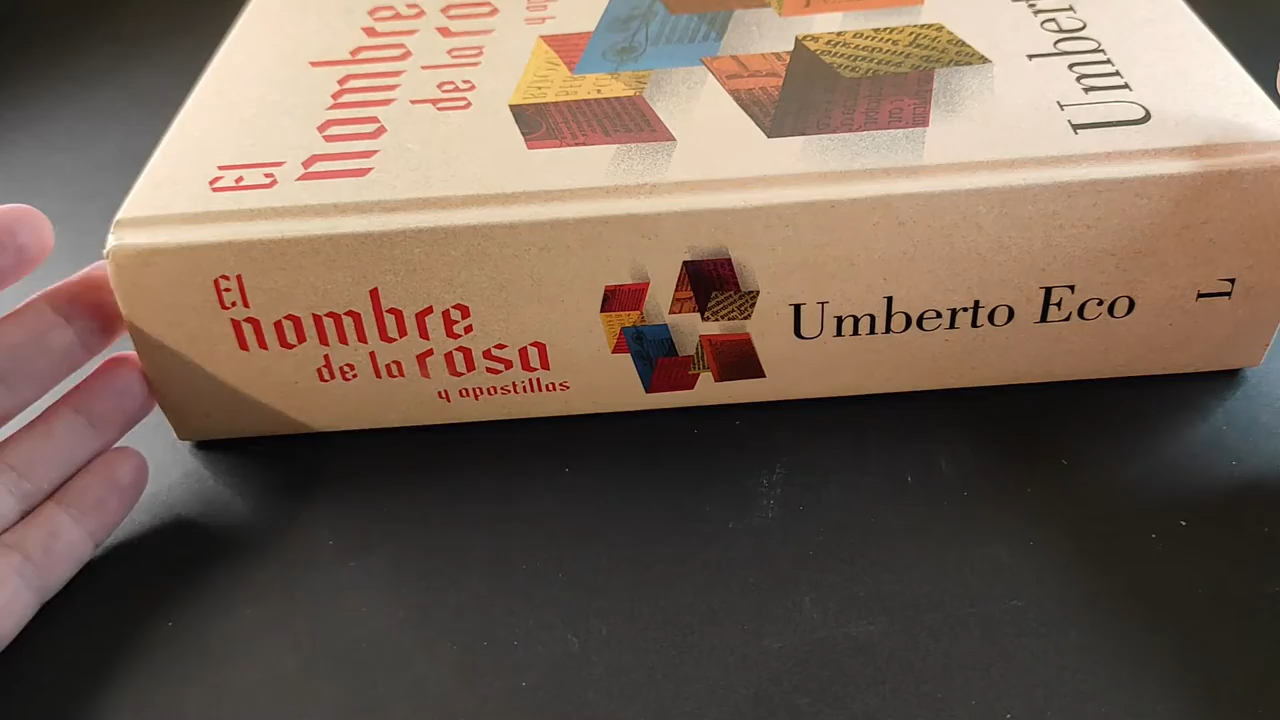 El
nombre
de la ro
y ap
Umbert
El
nombre
de la rosa
y apostillas
Umberto Eco
L